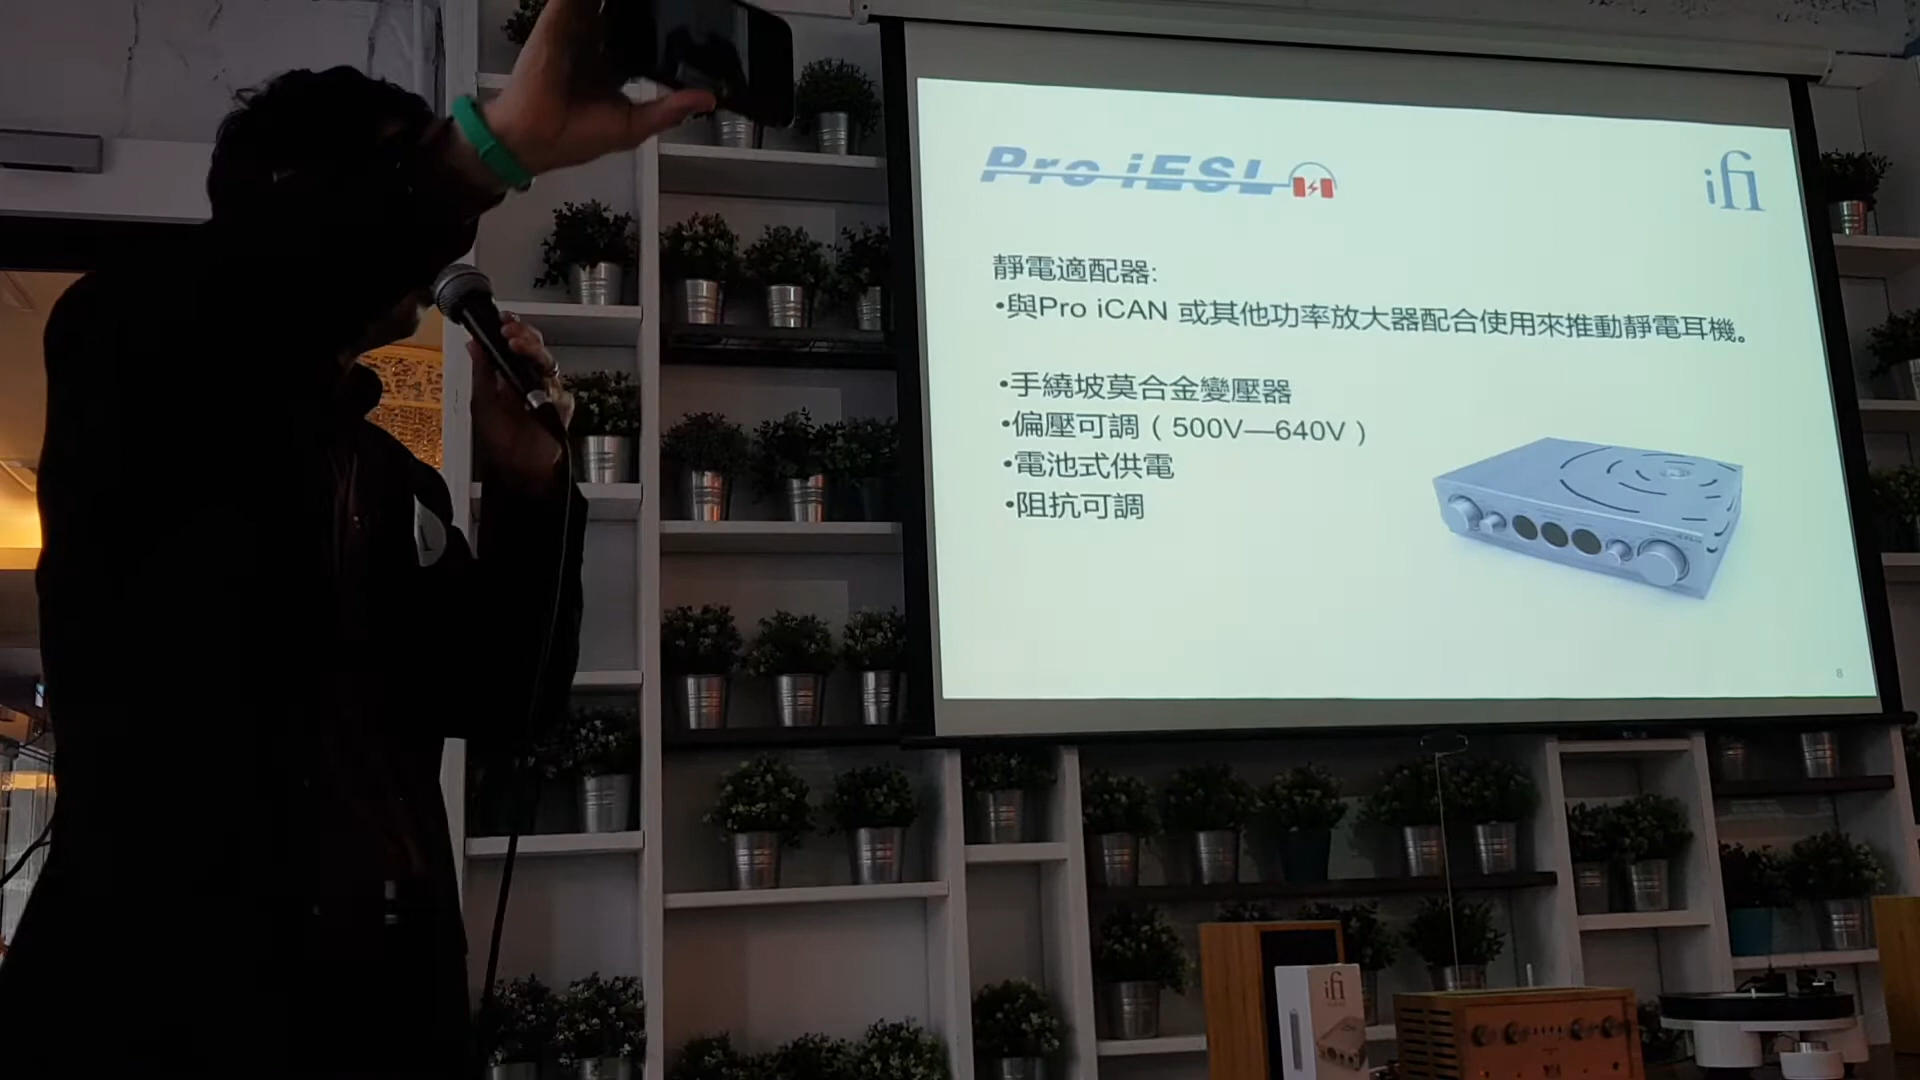 Pro iESL
ifi
靜電適配器:
•與Pro iCAN 或其他功率放大器配合使用來推動靜電耳機。
•手繞坡莫合金變壓器
•偏壓可調（500V—640V）
•電池式供電
•阻抗可調
8
ifi